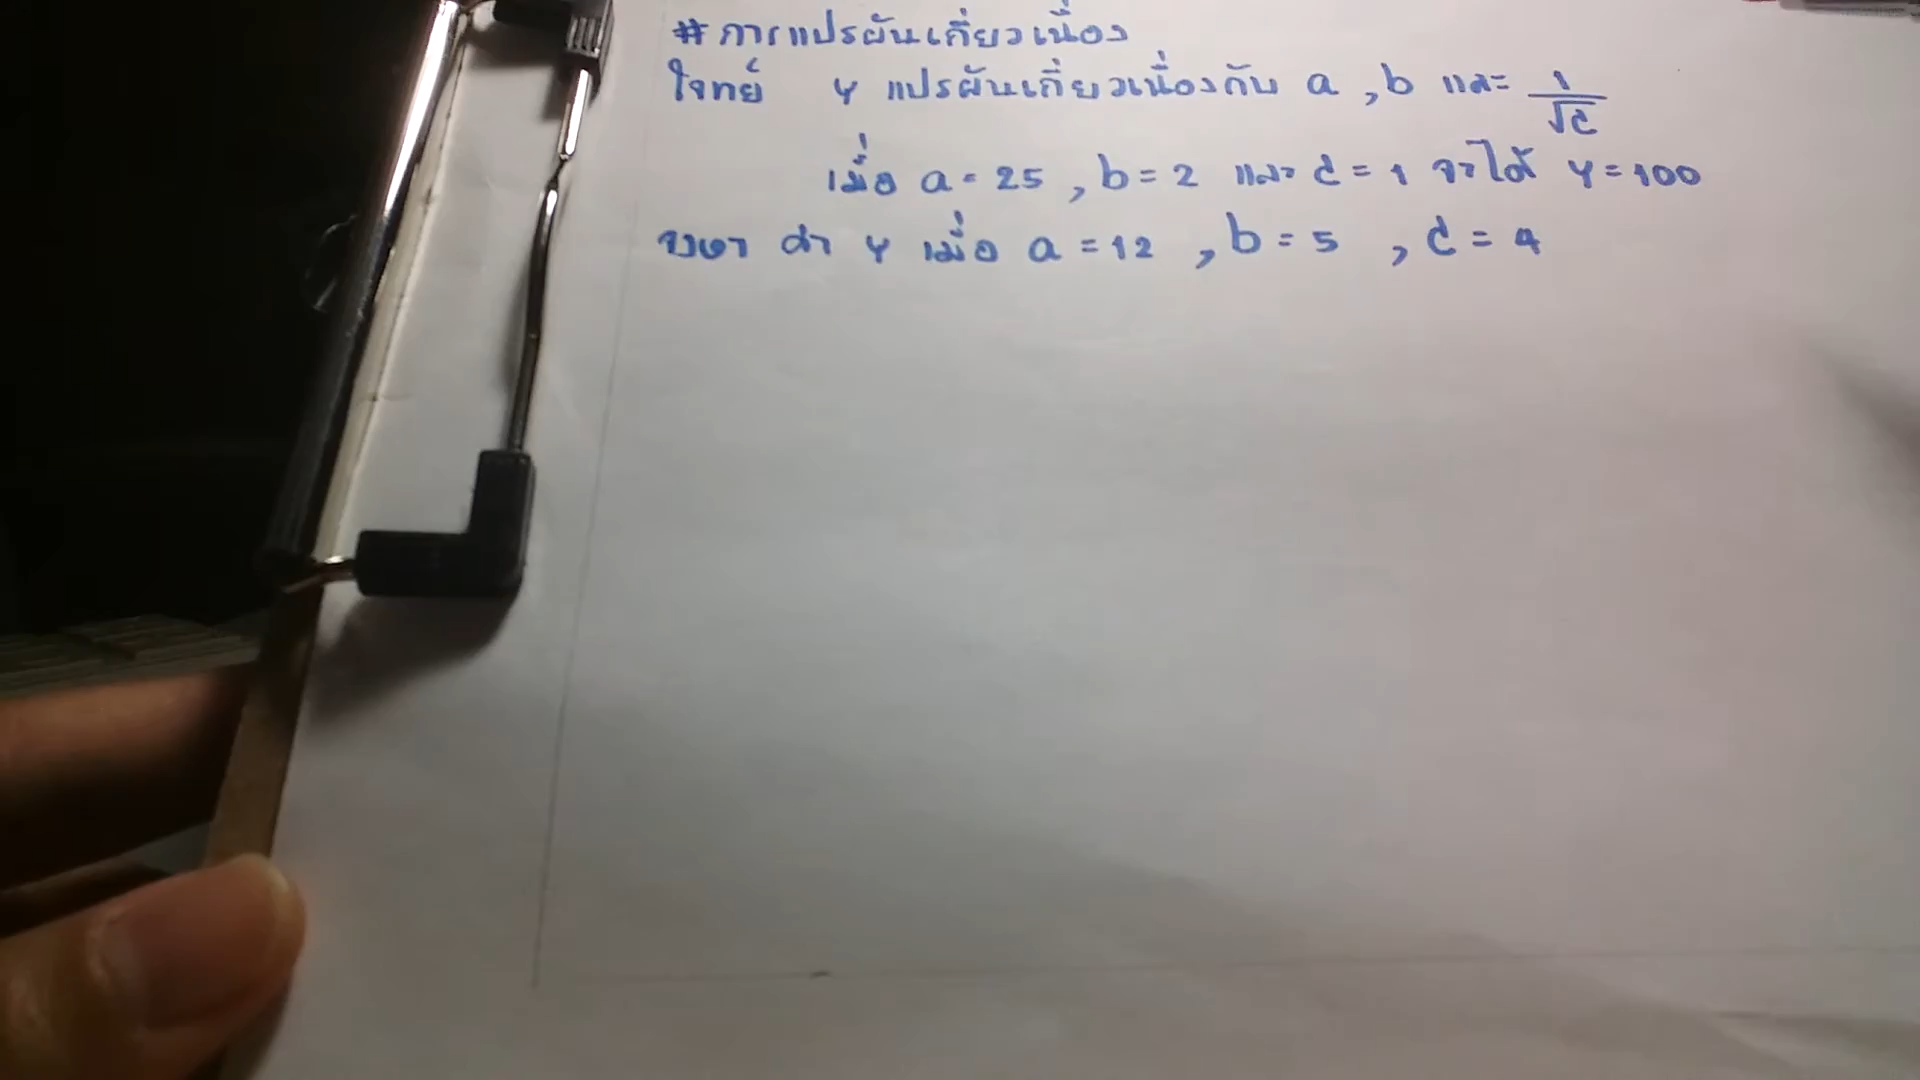 # การแปรผันเกี่ยวเนื่อง
โจทย์ y แปรผันเกี่ยวเนื่องกับ a , b และ 1/√c
เมื่อ a = 25 , b = 2 และ c = 1 จะได้ y = 100
จงหา ค่า y เมื่อ a = 12 , b = 5 , c = 4